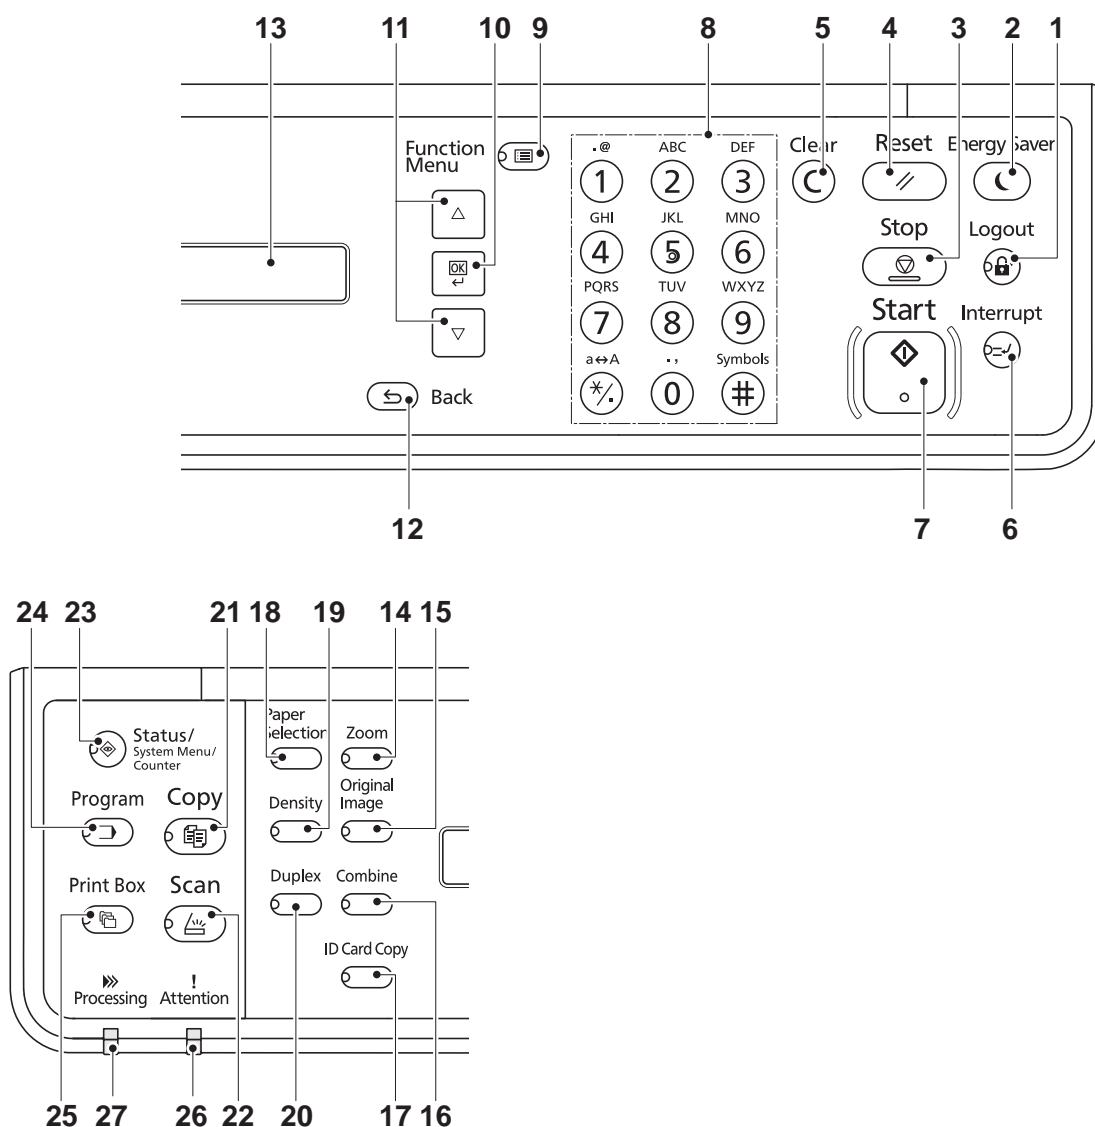 13 11 10 9 8 5 4 3 2 1
Function
Menu
.@ ABC DEF
1 2 3
GHI JKL MNO
4 5 6
PQRS TUV WXYZ
7 8 9
a↔A ., Symbols
*/. 0 #
Clear
C
Reset
Energy Saver
Stop
Logout
Start
Interrupt
OK
Back
12 7 6
24 23 21 18 19 14 15
Status/
System Menu/
Counter
Program
Copy
Print Box
Scan
Processing
!
Attention
Paper
Selection
Zoom
Density
Original
Image
Duplex
Combine
ID Card Copy
25 27 26 22 20 17 16